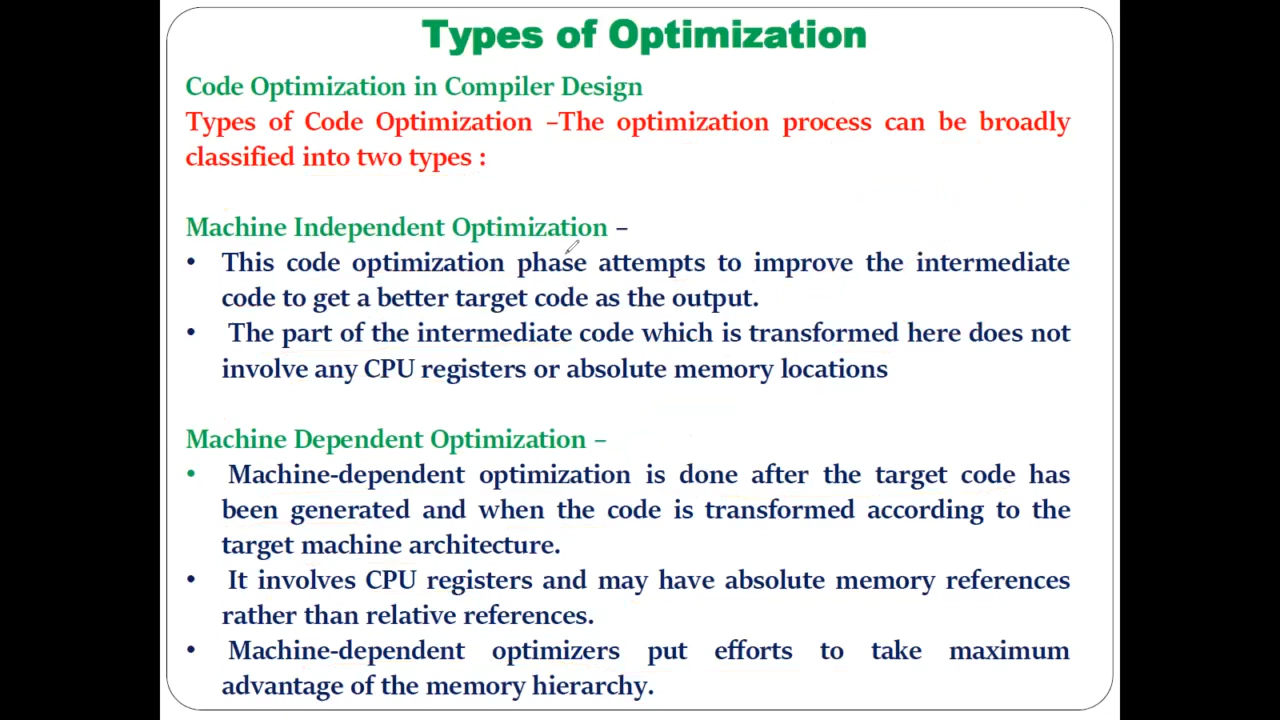 Types of Optimization
Code Optimization in Compiler Design
Types of Code Optimization –The optimization process can be broadly
classified into two types :
Machine Independent Optimization –
• This code optimization phase attempts to improve the intermediate
code to get a better target code as the output.
• The part of the intermediate code which is transformed here does not
involve any CPU registers or absolute memory locations
Machine Dependent Optimization –
• Machine-dependent optimization is done after the target code has
been generated and when the code is transformed according to the
target machine architecture.
• It involves CPU registers and may have absolute memory references
rather than relative references.
• Machine-dependent optimizers put efforts to take maximum
advantage of the memory hierarchy.